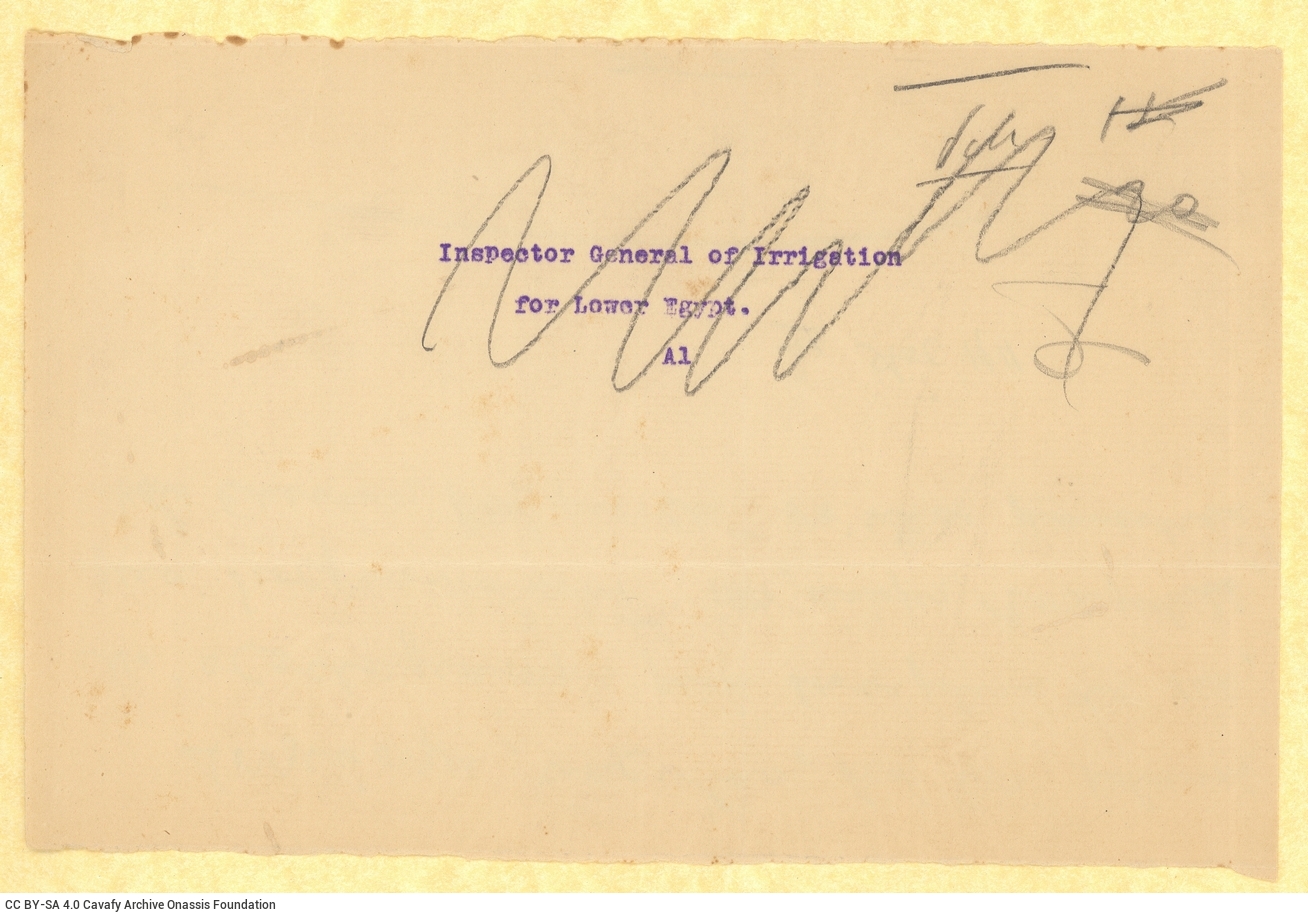 Inspector General of Irrigation
for Lower Egypt.
Al
CC BY-SA 4.0 Cavafy Archive Onassis Foundation